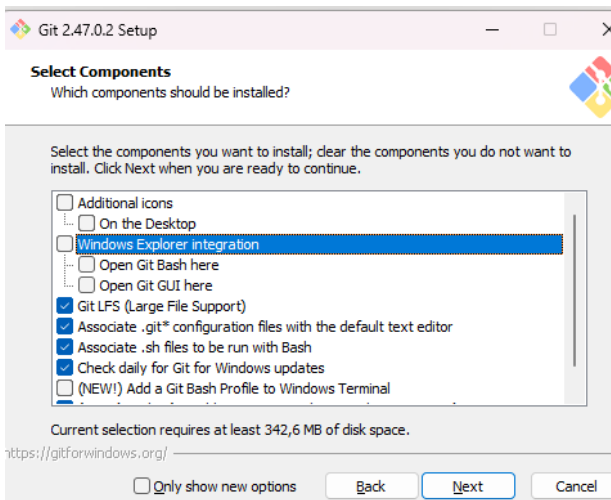 Git 2.47.0.2 Setup
Select Components
Which components should be installed?
Select the components you want to install; clear the components you do not want to
install. Click Next when you are ready to continue.
Additional icons
On the Desktop
Windows Explorer integration
Open Git Bash here
Open Git GUI here
Git LFS (Large File Support)
Associate .git* configuration files with the default text editor
Associate .sh files to be run with Bash
Check daily for Git for Windows updates
(NEW!) Add a Git Bash Profile to Windows Terminal
Current selection requires at least 342,6 MB of disk space.
https://gitforwindows.org/
Only show new options
Back
Next
Cancel